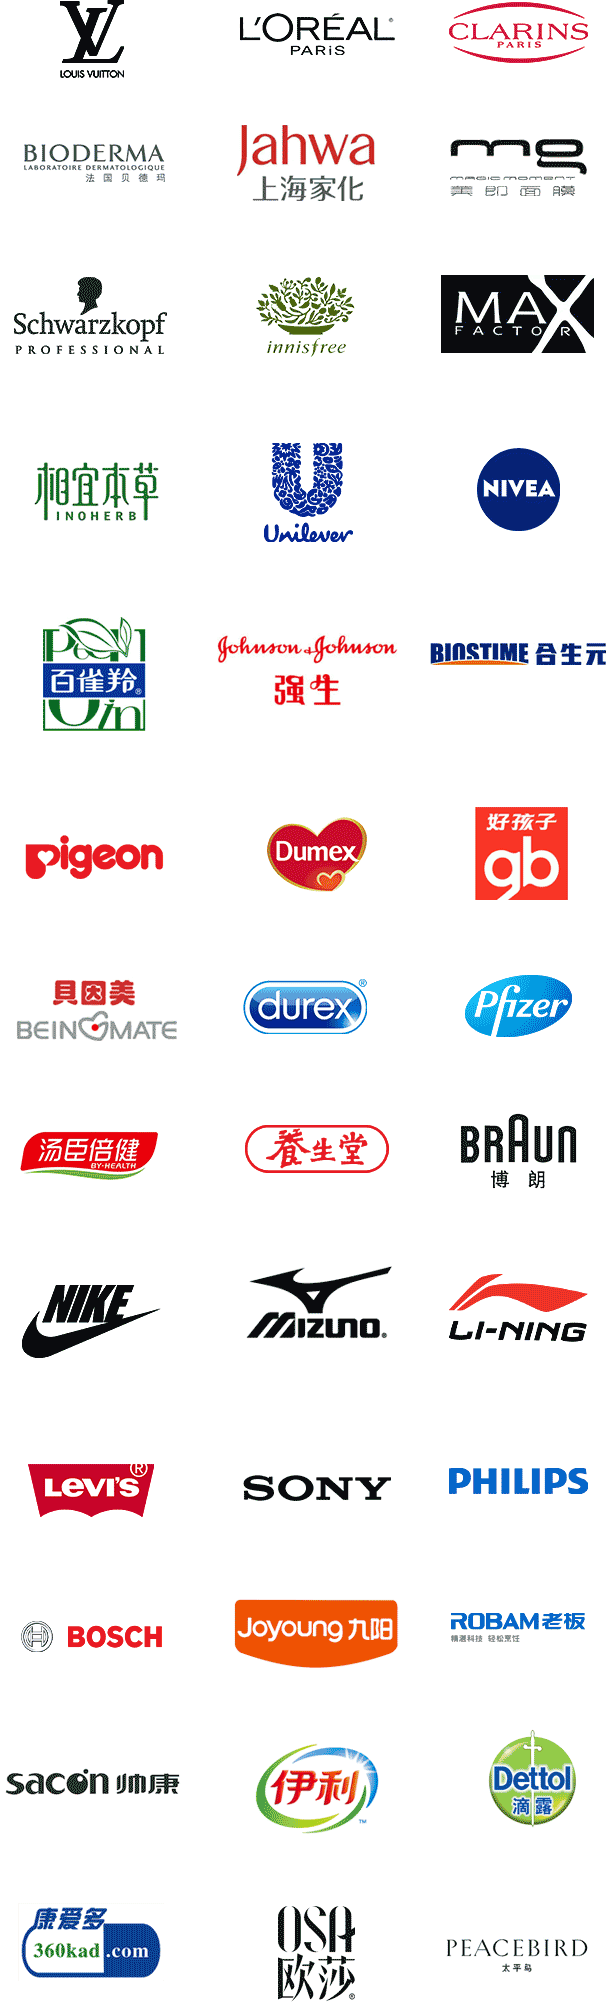 LV
LOUIS VUITTON
L'ORÉAL®
PARiS
CLARINS
PARIS
BIODERMA
LABORATOIRE DERMATOLOGIQUE
法国贝德玛
Jahwa
上海家化
mg
MAGIC MOMENT
美即面膜
Schwarzkopf
PROFESSIONAL
innisfree
MAX
FACTOR
相宜本草
INOHERB
U
Unilever
NIVEA
百雀羚®
Johnson & Johnson
强生
BIOSTIME 合生元
pigeon
Dumex
好孩子
gb
贝因美
BEINGMATE
durex®
Pfizer
汤臣倍健
BY-HEALTH
養生堂
BRAUN
博朗
NIKE
MIZUNO®
LI-NING
LEVI'S®
SONY
PHILIPS
BOSCH
Joyoung 九阳
ROBAM 老板
精湛科技 轻松烹饪
sacon 帅康
伊利™
Dettol
滴露
康爱多
360kad.com
OSA
欧莎®
PEACEBIRD
太平鸟